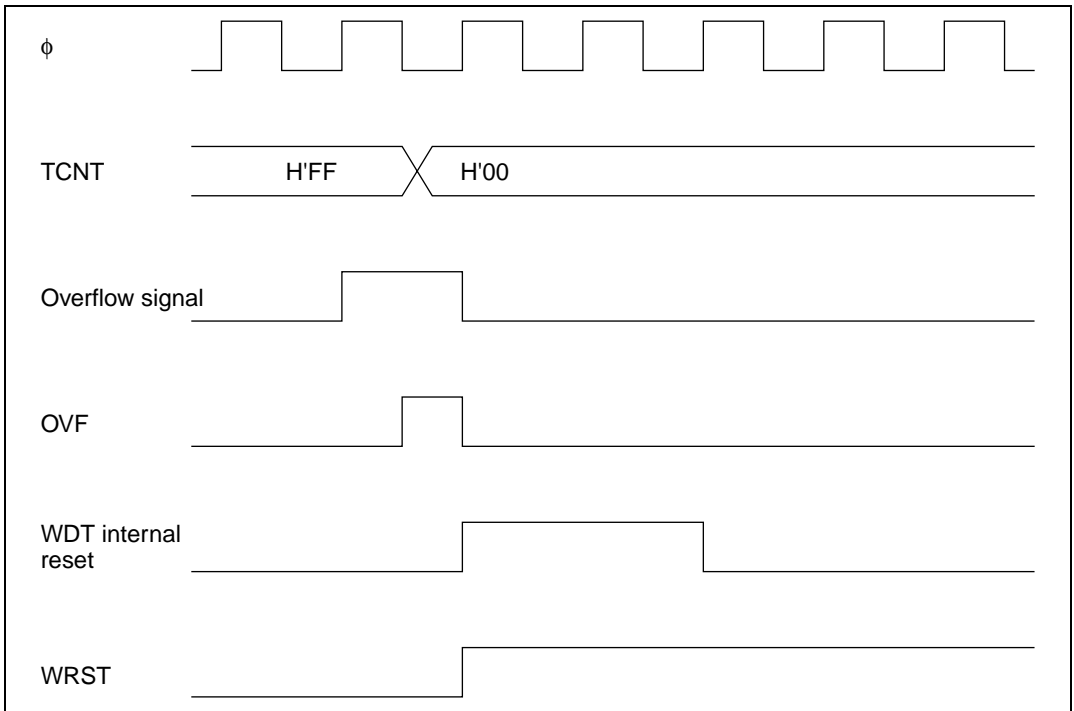 ϕ
TCNT
H'FF
H'00
Overflow signal
OVF
WDT internal
reset
WRST